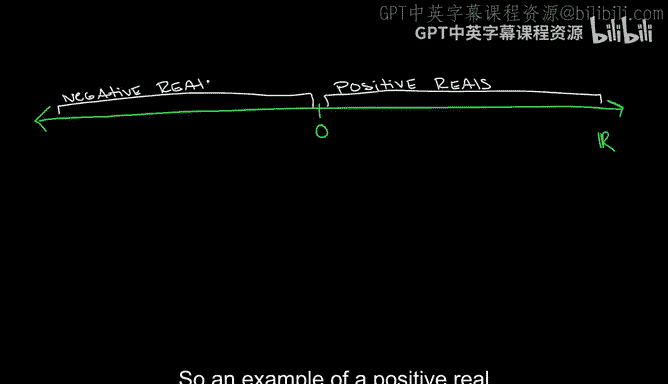 GPT中英字幕课程资源@bilibili.com
GPT中英字幕课程资源 bilibili
NEGATIVE REAL POSITIVE REALS
0
ℝ
So an example of a positive real